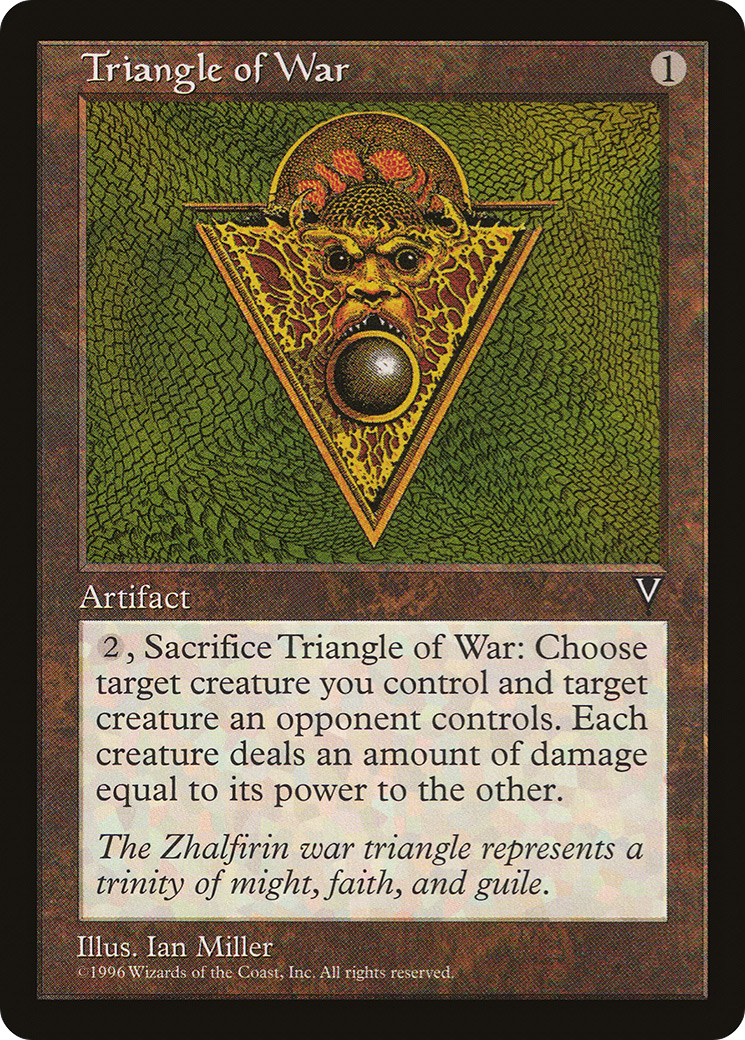 Triangle of War
1
Artifact
V
2, Sacrifice Triangle of War: Choose
target creature you control and target
creature an opponent controls. Each
creature deals an amount of damage
equal to its power to the other.
The Zhalfirin war triangle represents a
trinity of might, faith, and guile.
Illus. Ian Miller
©1996 Wizards of the Coast, Inc. All rights reserved.